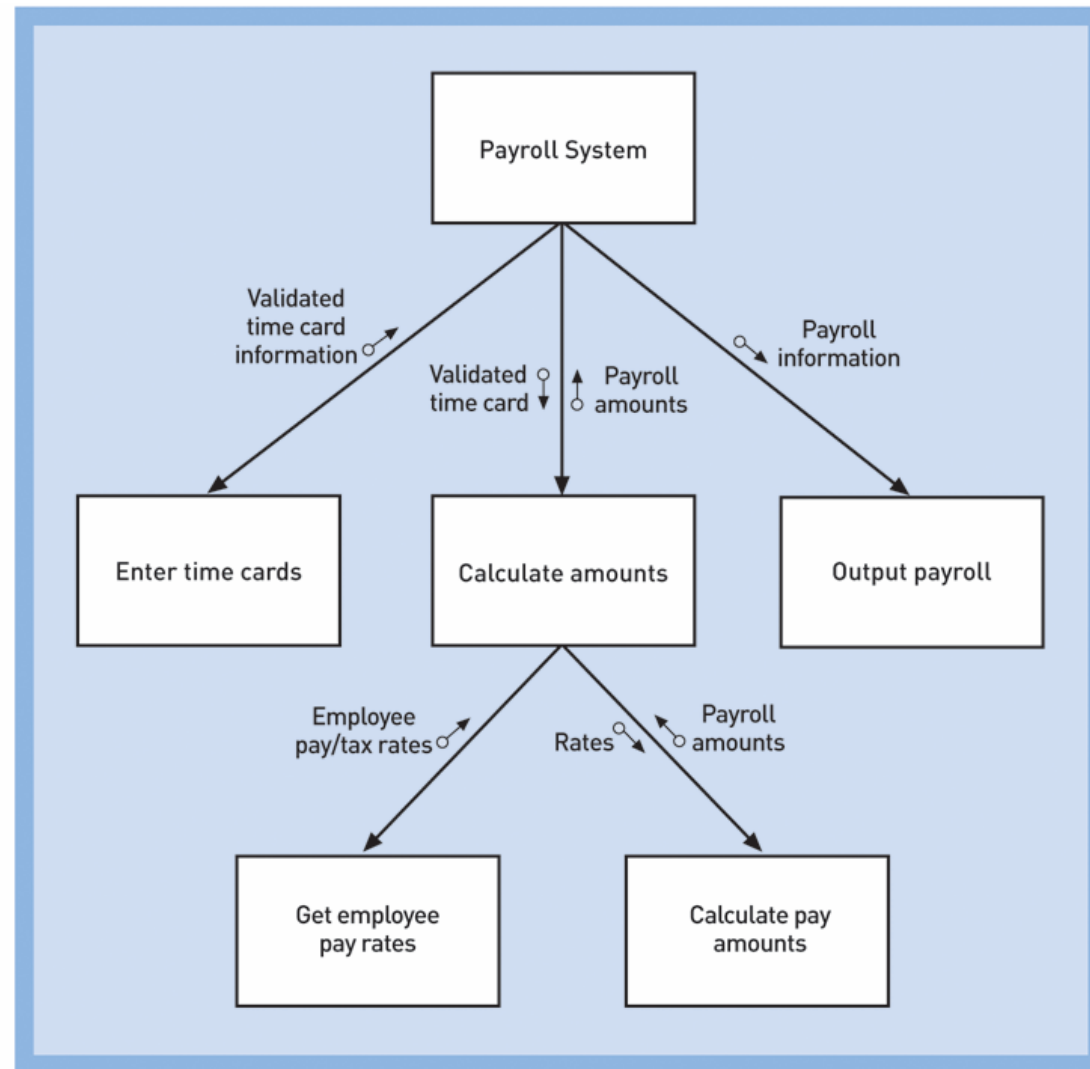 Payroll System
Validated
time card
information
Payroll
information
Validated
time card
Payroll
amounts
Enter time cards
Calculate amounts
Output payroll
Employee
pay/tax rates
Rates
Payroll
amounts
Get employee
pay rates
Calculate pay
amounts